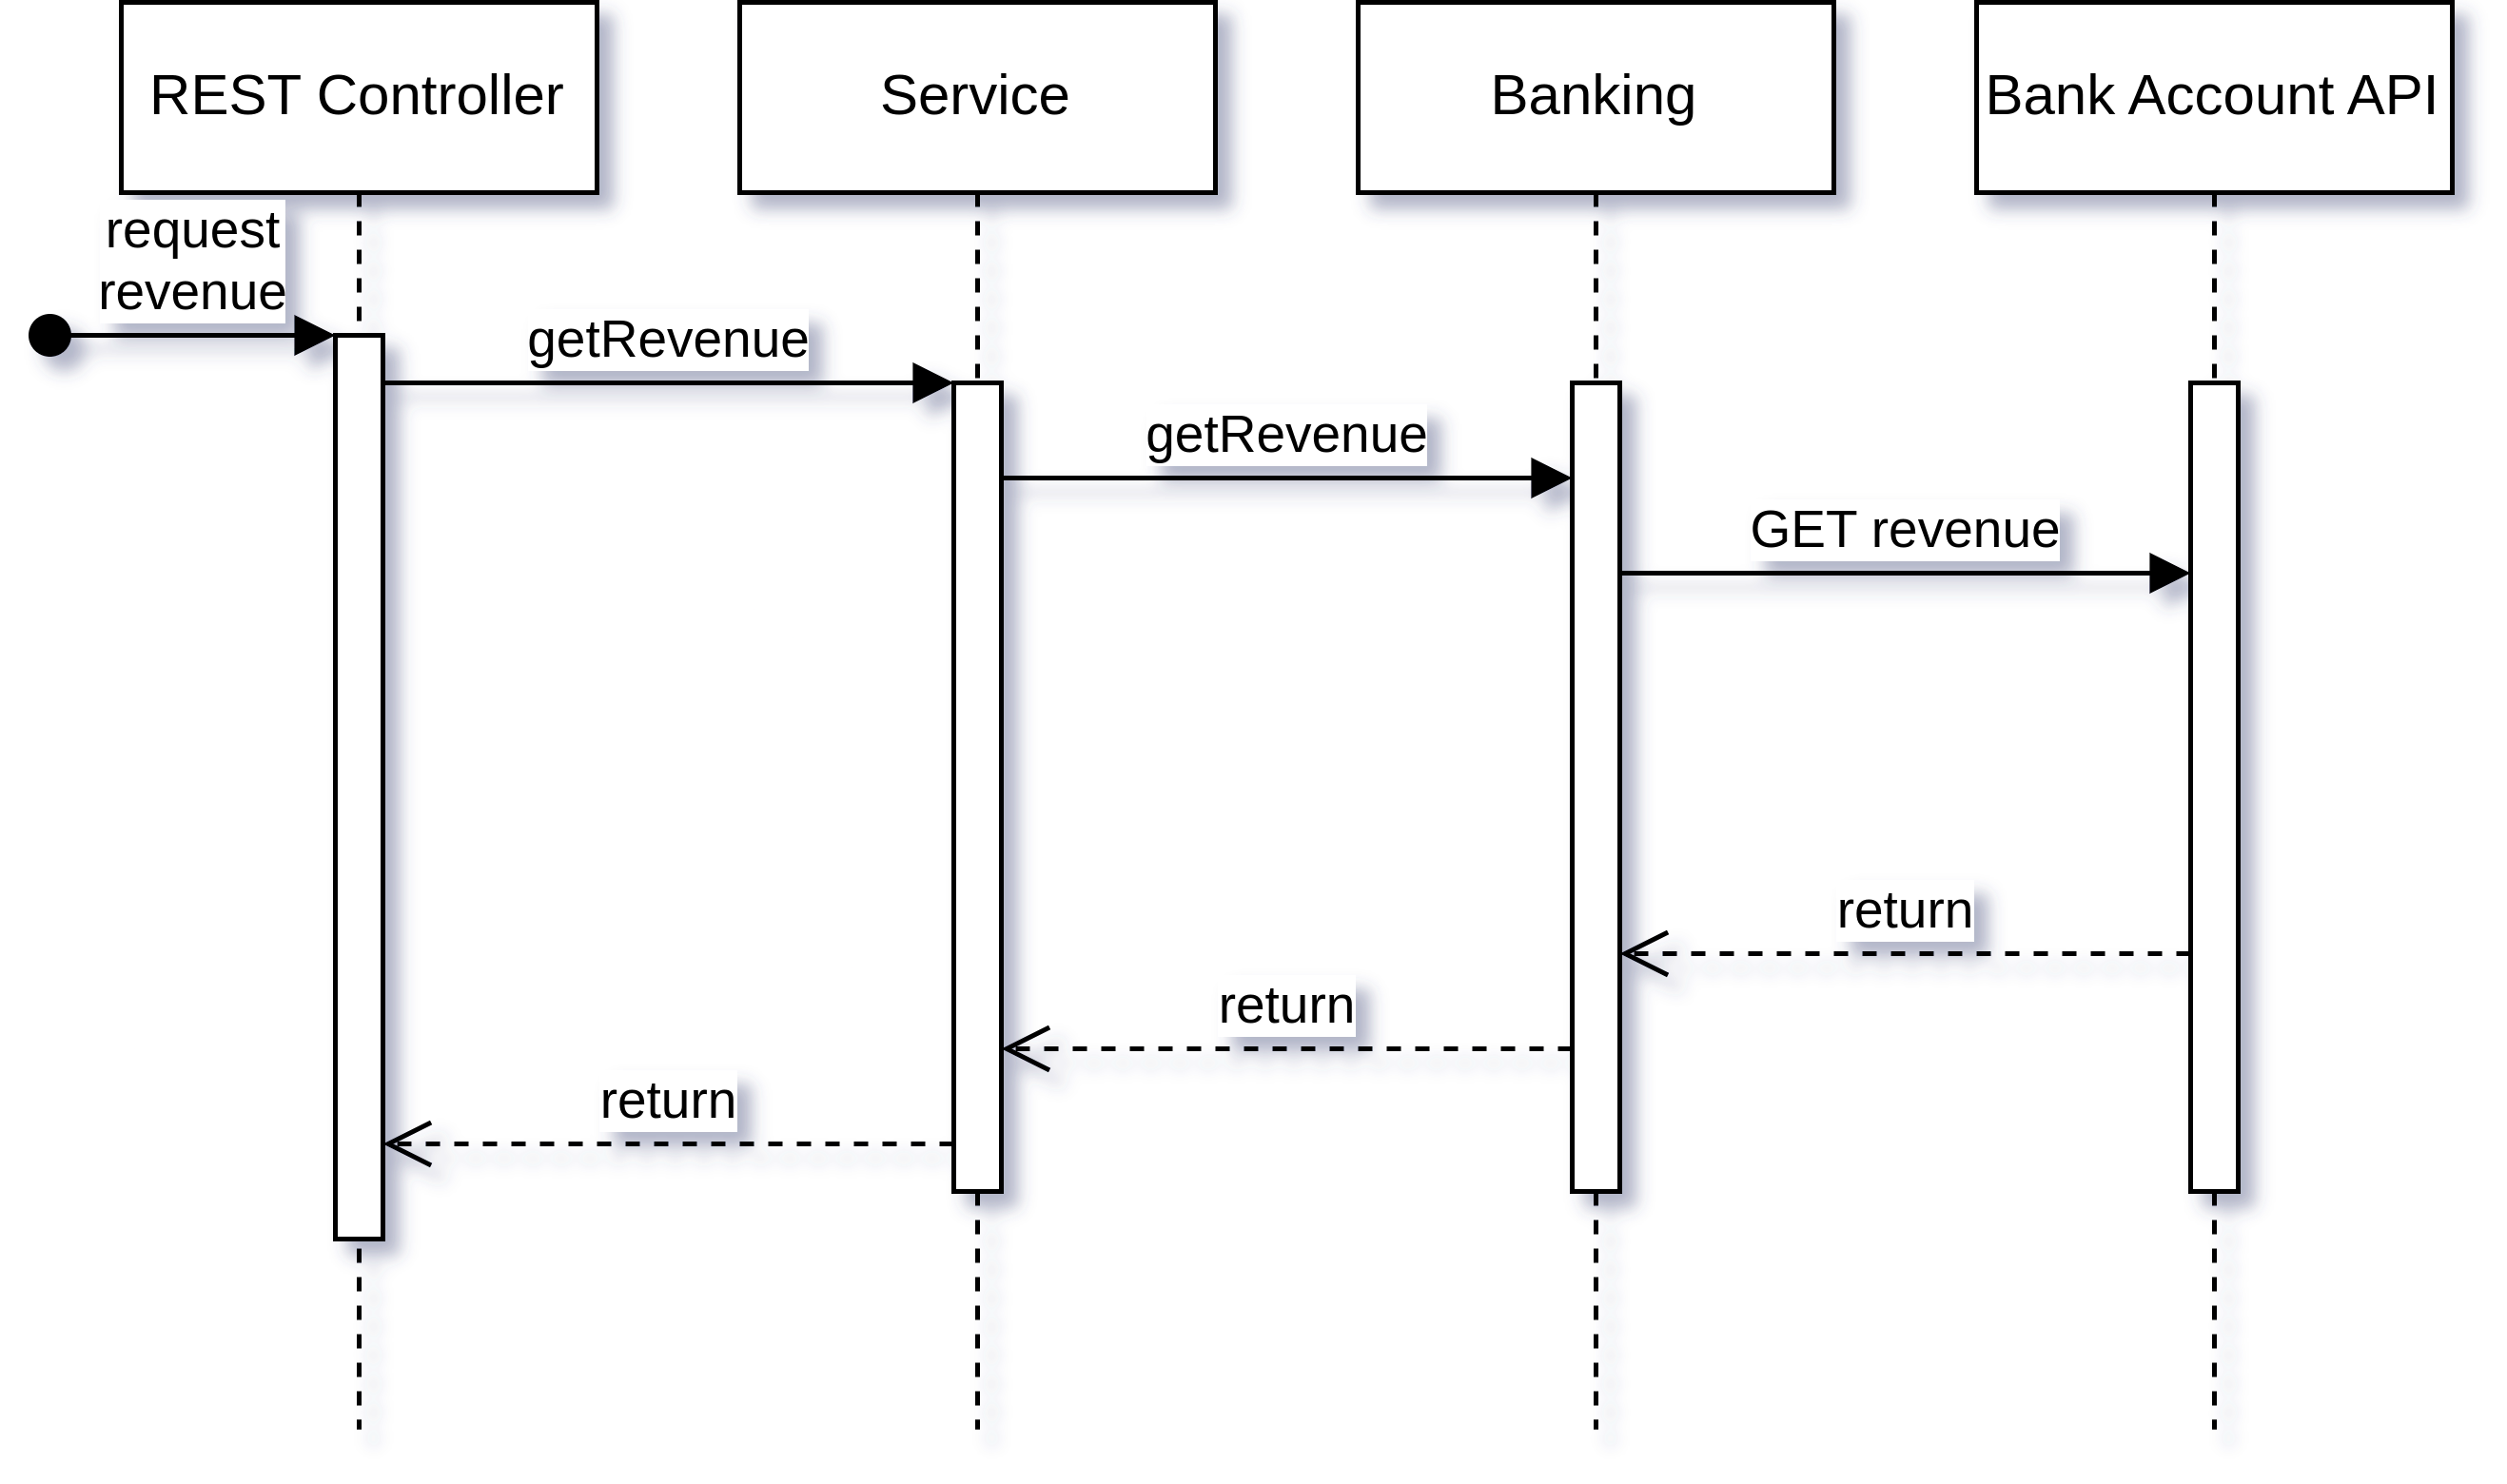 REST Controller
Service
Banking
Bank Account API
request
revenue
getRevenue
getRevenue
GET revenue
return
return
return